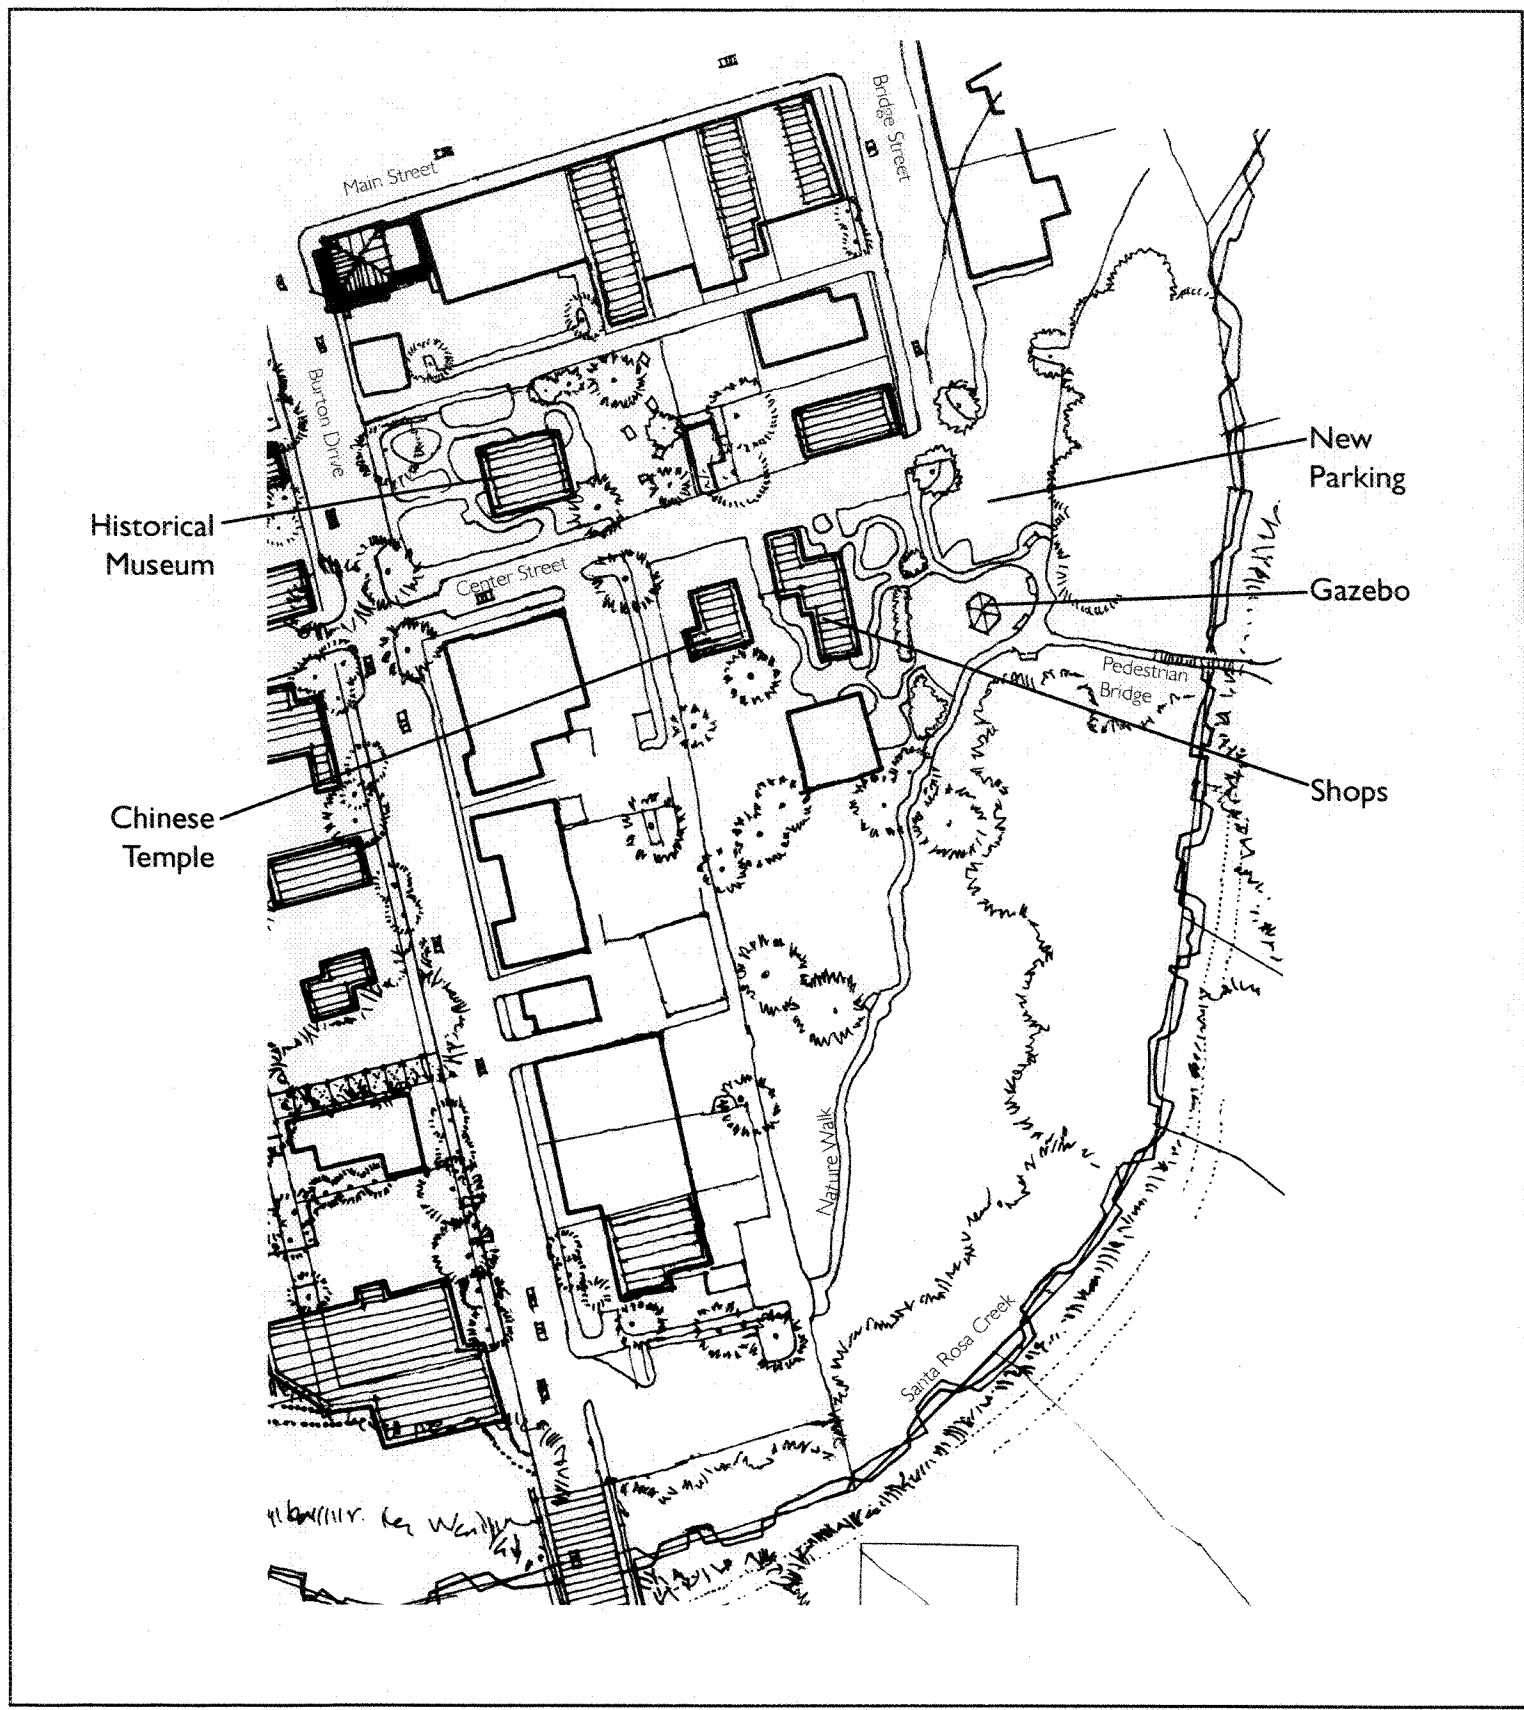 Main Street
Bridge Street
Burton Drive
New
Parking
Historical
Museum
Center Street
Gazebo
Pedestrian
Bridge
Shops
Chinese
Temple
Nature Walk
Santa Rosa Creek